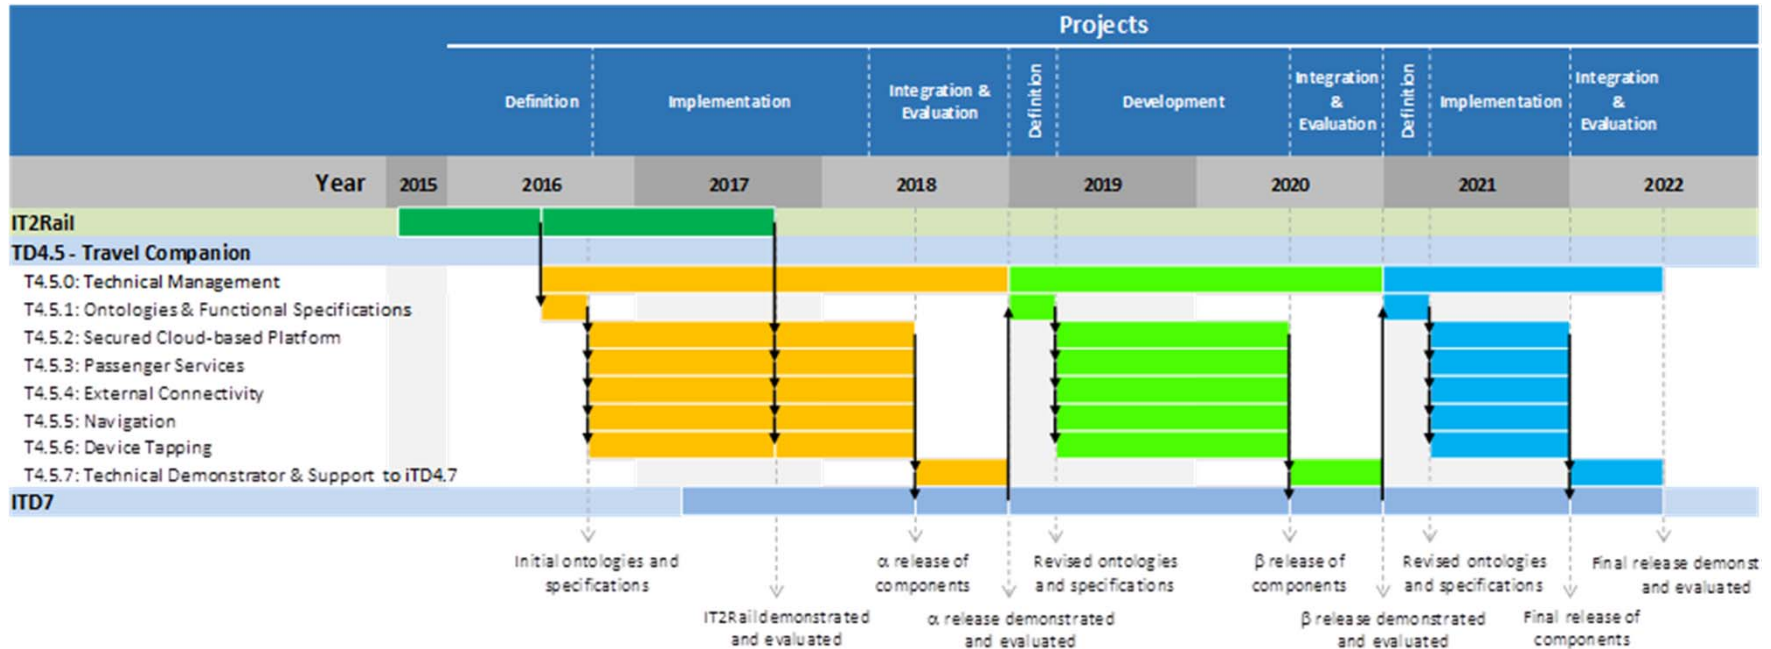 Projects
Definition
Implementation
Integration &
Evaluation
Definition
Development
Integration
&
Evaluation
Definition
Implementation
Integration
&
Evaluation
Year 2015 2016 2017 2018 2019 2020 2021 2022
IT2Rail
TD4.5 - Travel Companion
T4.5.0: Technical Management
T4.5.1: Ontologies & Functional Specifications
T4.5.2: Secured Cloud-based Platform
T4.5.3: Passenger Services
T4.5.4: External Connectivity
T4.5.5: Navigation
T4.5.6: Device Tapping
T4.5.7: Technical Demonstrator & Support to iTD4.7
ITD7
Initial ontologies and
specifications
IT2Rail demonstrated
and evaluated
α release of
components
α release demonstrated
and evaluated
Revised ontologies
and specifications
β release of
components
β release demonstrated
and evaluated
Revised ontologies
and specifications
Final release of
components
Final release demonst
and evaluated